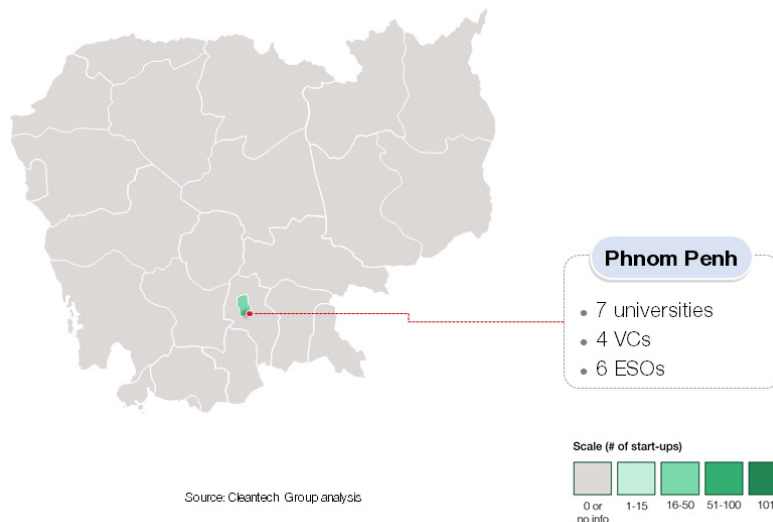 Phnom Penh
• 7 universities
• 4 VCs
• 6 ESOs
Scale (# of start-ups)
0 or no info
1-15
16-50
51-100
101
Source: Cleantech Group analysis